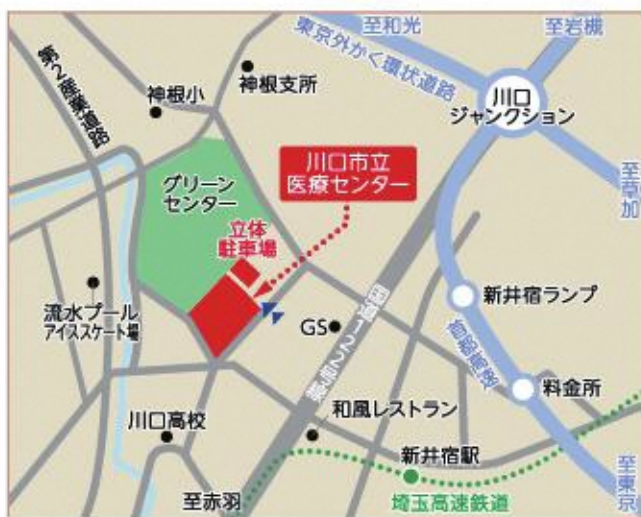 至和光
至岩槻
東京外かく環状道路
第2産業道路
神根小
神根支所
川口
ジャンクション
川口市立
医療センター
グリーン
センター
立体
駐車場
至草加
流水プール
アイススケート場
GS
国道122号線
新井宿ランプ
首都高速
料金所
川口高校
和風レストラン
新井宿駅
至赤羽
埼玉高速鉄道
至東京